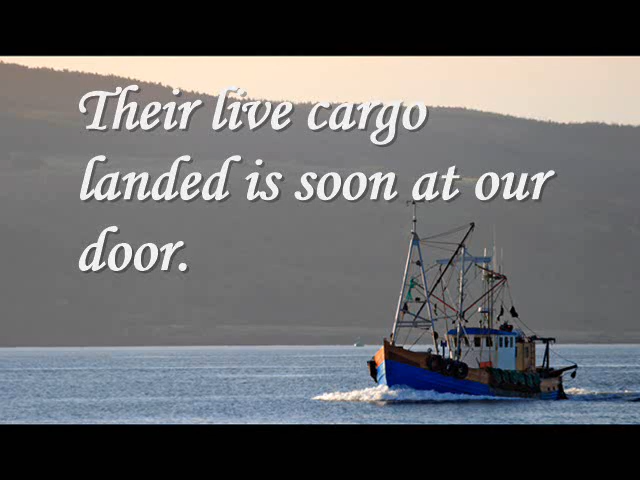 Their live cargo
landed is soon at our
door.